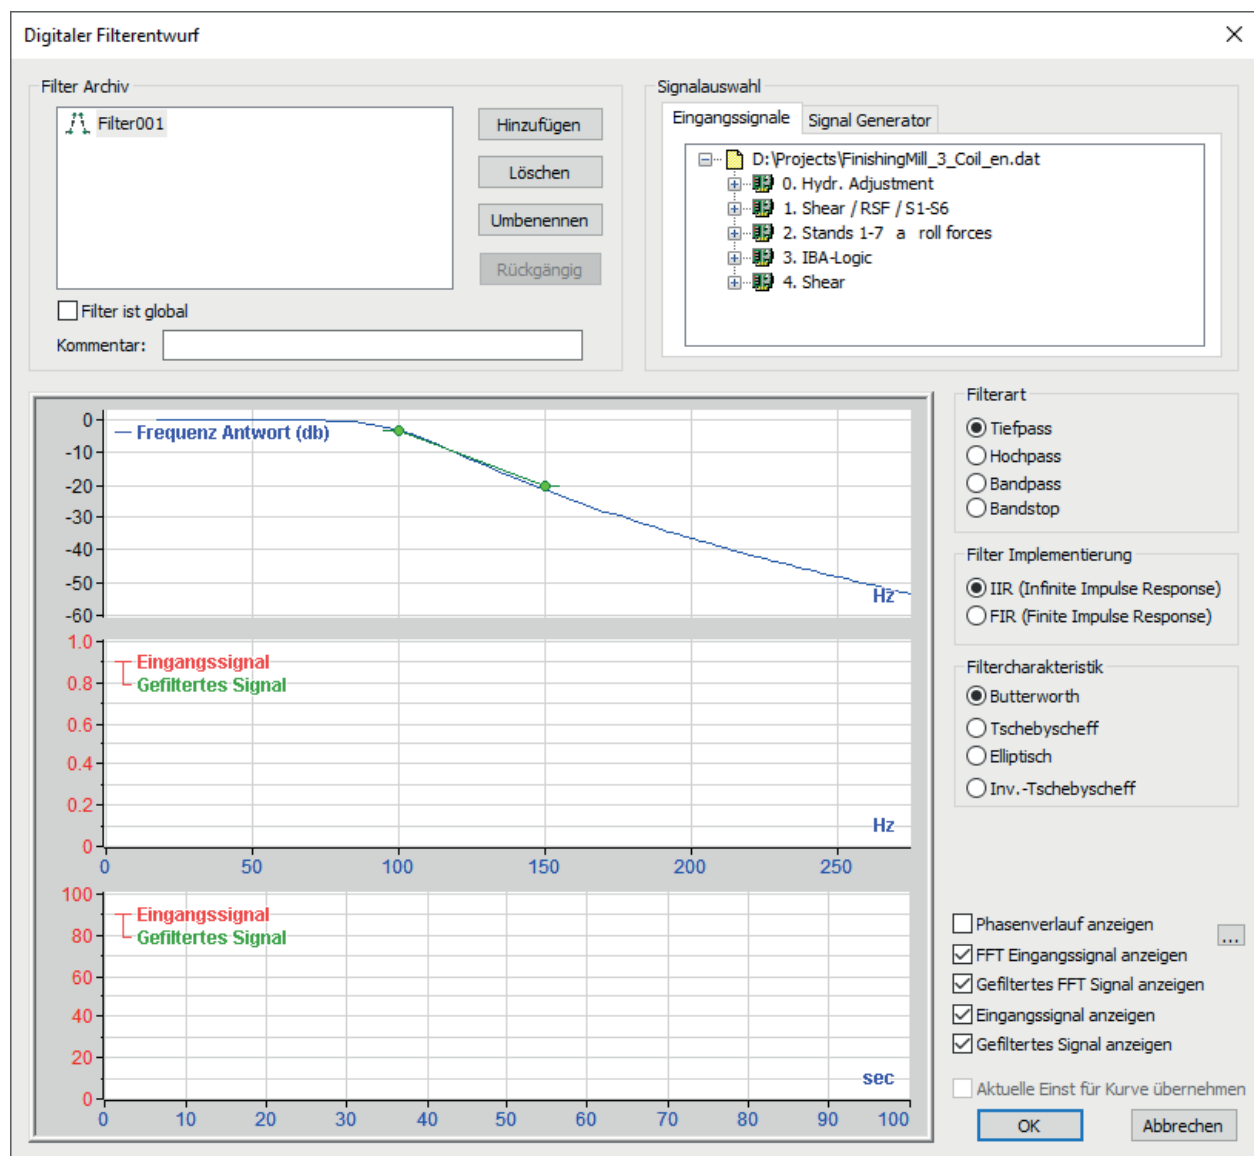 Digitaler Filterentwurf
Filter Archiv
Filter001
Hinzufügen
Löschen
Umbenennen
Rückgängig
Filter ist global
Kommentar:
Signalauswahl
Eingangssignale
Signal Generator
D:\Projects\FinishingMill_3_Coil_en.dat
0. Hydr. Adjustment
1. Shear / RSF / S1-S6
2. Stands 1-7 a roll forces
3. IBA-Logic
4. Shear
0
-10
-20
-30
-40
-50
-60
Frequenz Antwort (db)
Hz
1.0
0.8
0.6
0.4
0.2
0
Eingangssignal
Gefiltertes Signal
Hz
0 50 100 150 200 250
100
80
60
40
20
0
Eingangssignal
Gefiltertes Signal
sec
0 10 20 30 40 50 60 70 80 90 100
Filterart
Tiefpass
Hochpass
Bandpass
Bandstop
Filter Implementierung
IIR (Infinite Impulse Response)
FIR (Finite Impulse Response)
Filtercharakteristik
Butterworth
Tschebyscheff
Elliptisch
Inv.-Tschebyscheff
Phasenverlauf anzeigen
...
FFT Eingangssignal anzeigen
Gefiltertes FFT Signal anzeigen
Eingangssignal anzeigen
Gefiltertes Signal anzeigen
Aktuelle Einst für Kurve übernehmen
OK
Abbrechen